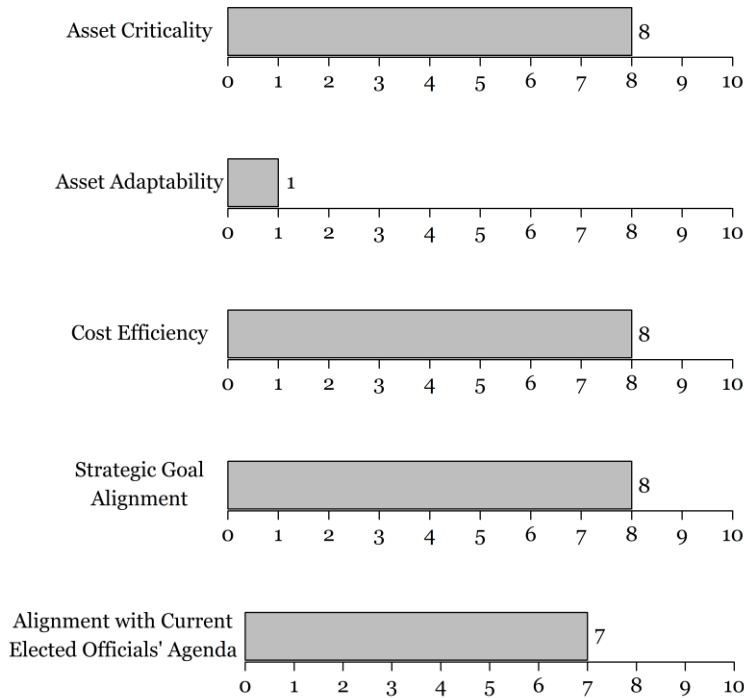 Asset Criticality 8
0 1 2 3 4 5 6 7 8 9 10
Asset Adaptability 1
0 1 2 3 4 5 6 7 8 9 10
Cost Efficiency 8
0 1 2 3 4 5 6 7 8 9 10
Strategic Goal
Alignment
8
0 1 2 3 4 5 6 7 8 9 10
Alignment with Current
Elected Officials' Agenda
7
0 1 2 3 4 5 6 7 8 9 10